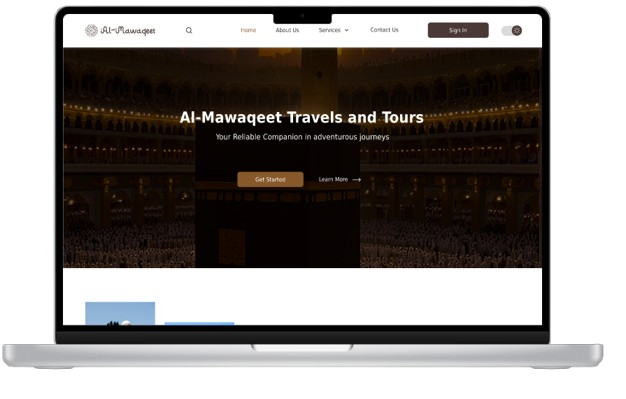 Al-Mawaqeet
Home
About Us
Services
Contact Us
Sign In
Al-Mawaqeet Travels and Tours
Your Reliable Companion in adventurous journeys
Get Started
Learn More